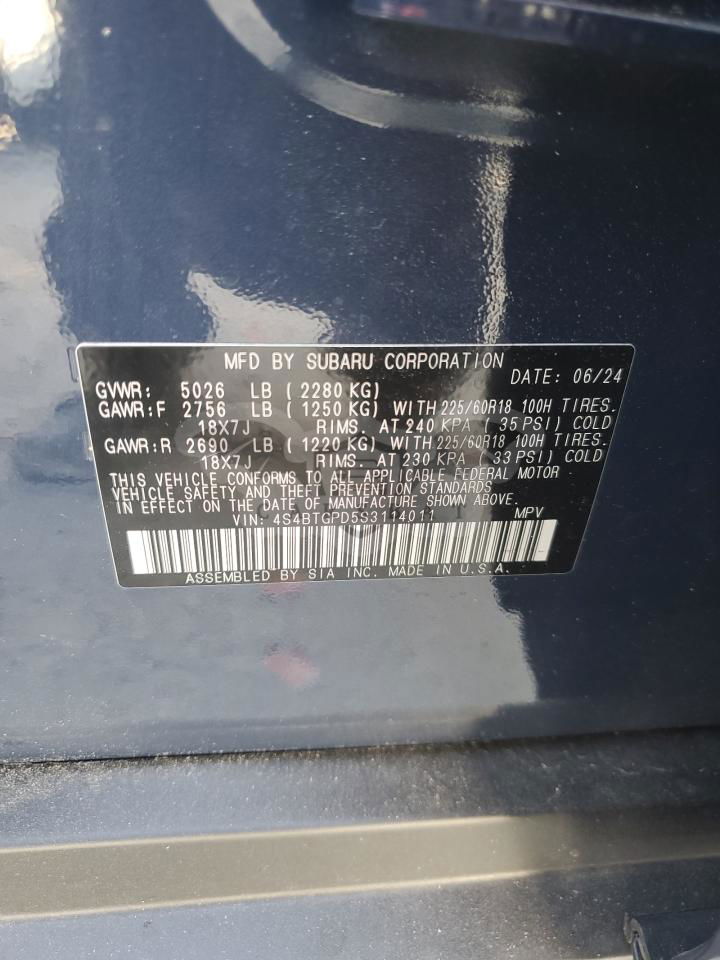 MFD BY SUBARU CORPORATION DATE: 06/24
GVWR: 5026 LB ( 2280 KG)
GAWR:F 2756 LB ( 1250 KG) WITH 225/60R18 100H TIRES.
18X7J RIMS. AT 240 KPA ( 35 PSI) COLD
GAWR:R 2690 LB ( 1220 KG) WITH 225/60R18 100H TIRES.
18X7J RIMS. AT 230 KPA ( 33 PSI) COLD
THIS VEHICLE CONFORMS TO ALL APPLICABLE FEDERAL MOTOR
VEHICLE SAFETY AND THEFT PREVENTION STANDARDS
IN EFFECT ON THE DATE OF MANUFACTURE SHOWN ABOVE.
VIN: 4S4BTGPD5S3114011 MPV
ASSEMBLED BY SIA INC. MADE IN U.S.A.